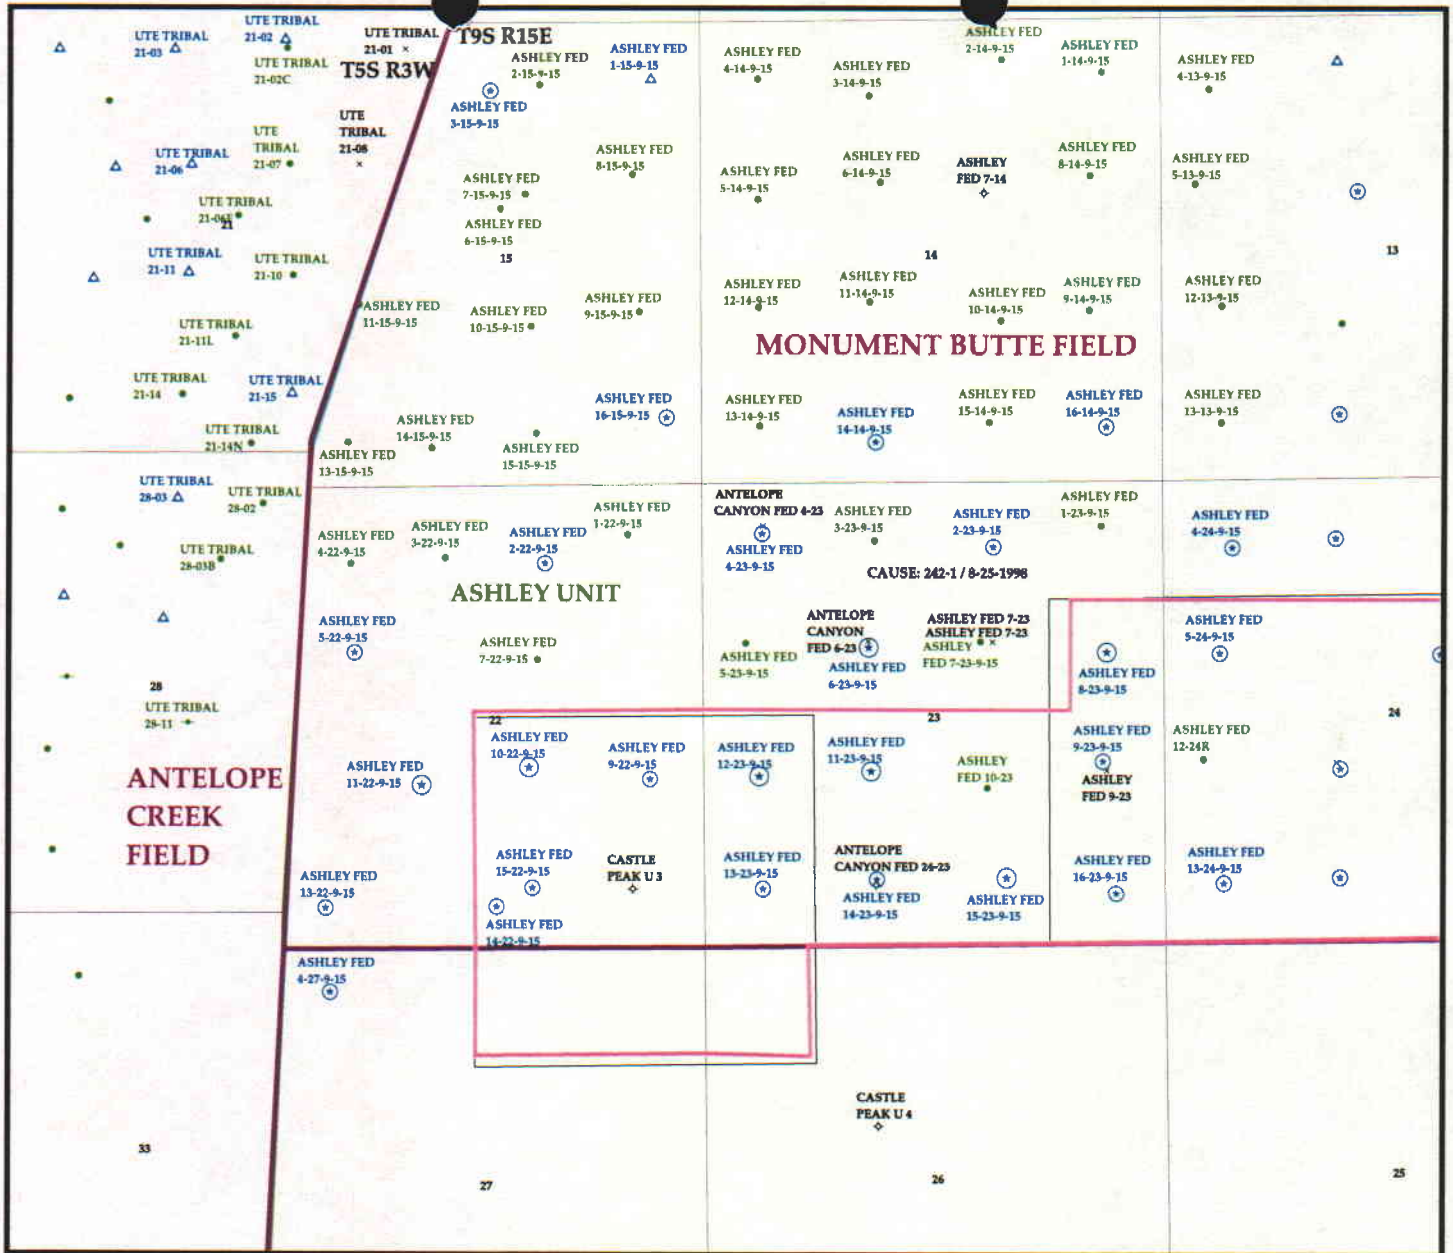 UTE TRIBAL
21-03
UTE TRIBAL
21-02
UTE TRIBAL
21-02C
UTE TRIBAL
21-01
T5S R3W
T9S R15E
ASHLEY FED
2-15-9-15
ASHLEY FED
1-15-9-15
ASHLEY FED
3-15-9-15
ASHLEY FED
4-14-9-15
ASHLEY FED
3-14-9-15
ASHLEY FED
2-14-9-15
ASHLEY FED
1-14-9-15
ASHLEY FED
4-13-9-15
UTE TRIBAL
21-06
UTE
TRIBAL
21-07
UTE
TRIBAL
21-08
ASHLEY FED
8-15-9-15
ASHLEY FED
7-15-9-15
ASHLEY FED
6-15-9-15
15
ASHLEY FED
5-14-9-15
ASHLEY FED
6-14-9-15
ASHLEY
FED 7-14
ASHLEY FED
8-14-9-15
ASHLEY FED
5-13-9-15
UTE TRIBAL
21
UTE TRIBAL
21-11
UTE TRIBAL
21-10
14
13
UTE TRIBAL
21-11L
ASHLEY FED
11-15-9-15
ASHLEY FED
10-15-9-15
ASHLEY FED
9-15-9-15
ASHLEY FED
12-14-9-15
ASHLEY FED
11-14-9-15
ASHLEY FED
10-14-9-15
ASHLEY FED
9-14-9-15
ASHLEY FED
12-13-9-15
MONUMENT BUTTE FIELD
UTE TRIBAL
21-14
UTE TRIBAL
21-15
UTE TRIBAL
21-14N
ASHLEY FED
13-15-9-15
ASHLEY FED
14-15-9-15
ASHLEY FED
15-15-9-15
ASHLEY FED
16-15-9-15
ASHLEY FED
13-14-9-15
ASHLEY FED
14-14-9-15
ASHLEY FED
15-14-9-15
ASHLEY FED
16-14-9-15
ASHLEY FED
13-13-9-15
UTE TRIBAL
28-03
UTE TRIBAL
28-02
UTE TRIBAL
28-03B
ASHLEY FED
4-22-9-15
ASHLEY FED
3-22-9-15
ASHLEY FED
2-22-9-15
ASHLEY FED
1-22-9-15
ANTELOPE
CANYON FED 4-23
ASHLEY FED
4-23-9-15
ASHLEY FED
3-23-9-15
ASHLEY FED
2-23-9-15
ASHLEY FED
1-23-9-15
ASHLEY FED
4-24-9-15
CAUSE: 242-1 / 8-25-1998
ASHLEY UNIT
ASHLEY FED
5-22-9-15
ASHLEY FED
7-22-9-15
ASHLEY FED
5-23-9-15
ANTELOPE
CANYON
FED 6-23
ASHLEY FED
6-23-9-15
ASHLEY FED 7-23
ASHLEY FED 7-23
ASHLEY
FED 7-23-9-15
ASHLEY FED
8-23-9-15
ASHLEY FED
5-24-9-15
28
UTE TRIBAL
28-11
22
23
24
ANTELOPE
CREEK
FIELD
ASHLEY FED
11-22-9-15
ASHLEY FED
10-22-9-15
ASHLEY FED
9-22-9-15
ASHLEY FED
12-23-9-15
ASHLEY FED
11-23-9-15
ASHLEY
FED 10-23
ASHLEY FED
9-23-9-15
ASHLEY
FED 9-23
ASHLEY FED
12-24R
ASHLEY FED
13-22-9-15
ASHLEY FED
15-22-9-15
ASHLEY FED
14-22-9-15
CASTLE
PEAK U 3
ASHLEY FED
13-23-9-15
ANTELOPE
CANYON FED 24-23
ASHLEY FED
14-23-9-15
ASHLEY FED
15-23-9-15
ASHLEY FED
16-23-9-15
ASHLEY FED
13-24-9-15
ASHLEY FED
4-27-9-15
CASTLE
PEAK U 4
33
27
26
25